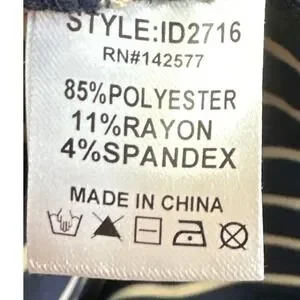 STYLE:ID2716
RN#142577
85%POLYESTER
11%RAYON
4%SPANDEX
MADE IN CHINA